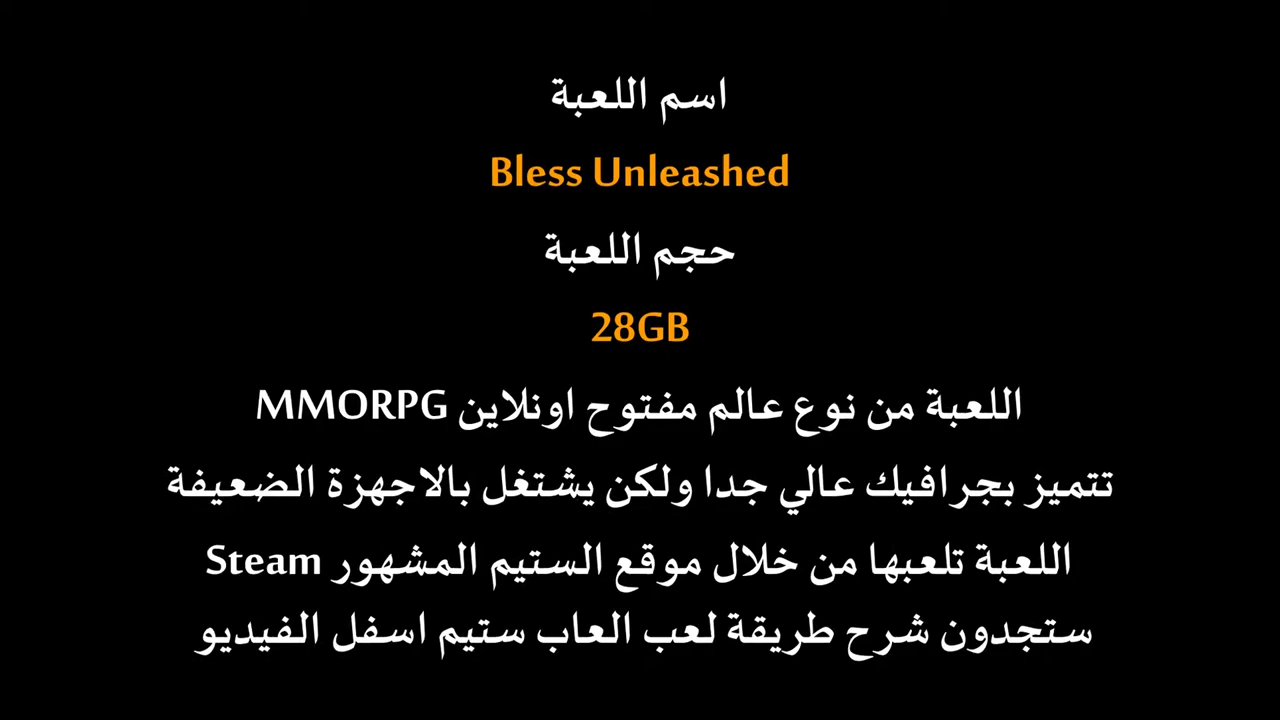 اسم اللعبة
Bless Unleashed
حجم اللعبة
28GB
اللعبة من نوع عالم مفتوح اونلاين MMORPG
تتميز بجرافيك عالي جدا ولكن يشتغل بالاجهزة الضعيفة
اللعبة تلعبها من خلال موقع الستيم المشهور Steam
ستجدون شرح طريقة لعب العاب ستيم اسفل الفيديو